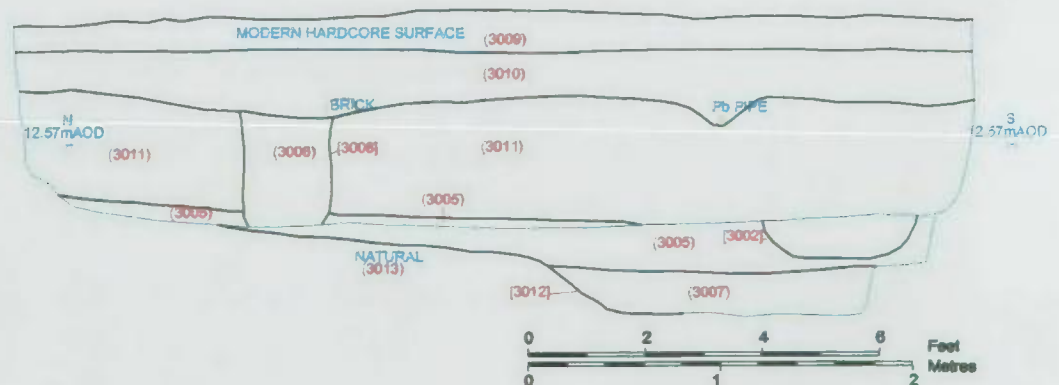 MODERN HARDCORE SURFACE
(3009)
(3010)
BRICK
Pb PIPE
N
12.57mAOD
S
12.57mAOD
(3011)
(3008)
[3006]
(3011)
(3005)
(3005)
(3005)
[3002]
NATURAL
(3013)
[3012]
(3007)
0 2 4 6
Feet
Metres
0 1 2